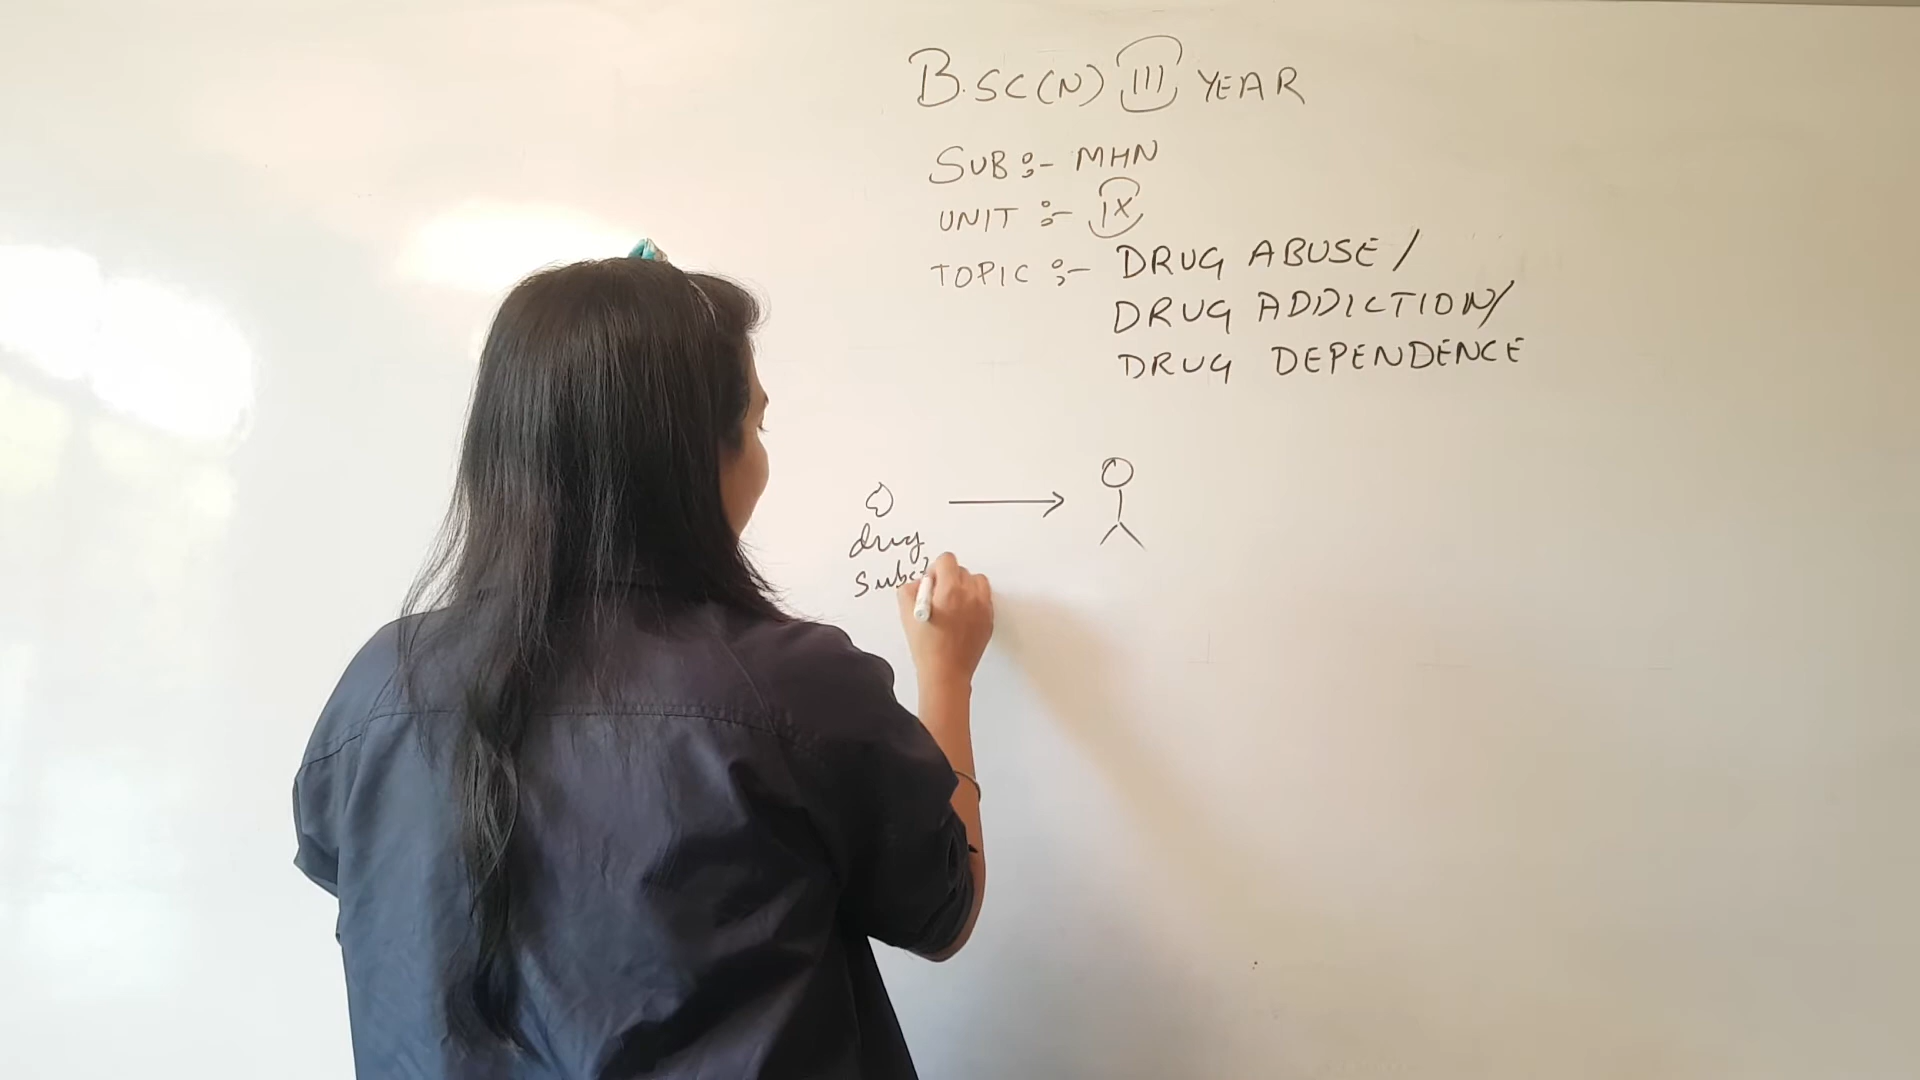 B.SC(N) III YEAR
SUB :- MHN
UNIT :- IX
TOPIC :- DRUG ABUSE /
DRUG ADDICTION/
DRUG DEPENDENCE
drug